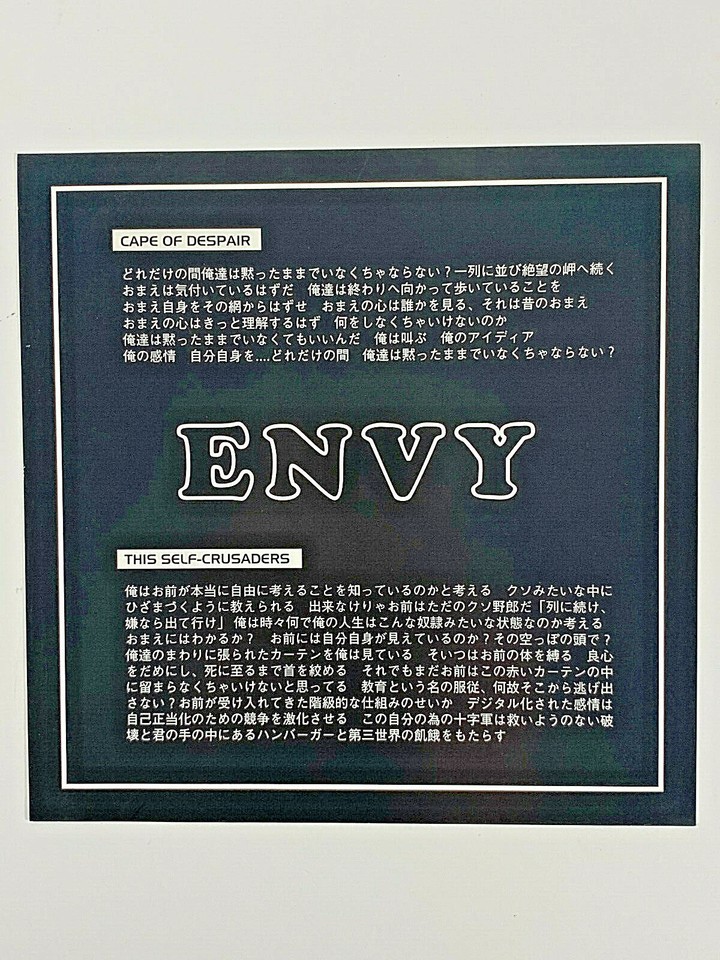 CAPE OF DESPAIR
どれだけの間俺達は黙ったままでいなくちゃならない？一列に並び絶望の岬へ続く
おまえは気付いているはずだ　俺達は終わりへ向かって歩いていることを
おまえ自身をその網からはずせ　おまえの心は誰かを見る、それは昔のおまえ
おまえの心はきっと理解するはず　何をしなくちゃいけないのか
俺達は黙ったままでいなくてもいいんだ　俺は叫ぶ　俺のアイディア
俺の感情　自分自身を....どれだけの間　俺達は黙ったままでいなくちゃならない？
ENVY
THIS SELF-CRUSADERS
俺はお前が本当に自由に考えることを知っているのかと考える　クソみたいな中に
ひざまづくように教えられる　出来なけりゃお前はただのクソ野郎だ「列に続け、
嫌なら出て行け」 俺は時々何で俺の人生はこんな奴隷みたいな状態なのか考える
おまえにはわかるか？　お前には自分自身が見えているのか？その空っぽの頭で？
俺達のまわりに張られたカーテンを俺は見ている　そいつはお前の体を縛る　良心
をだめにし、死に至るまで首を絞める　それでもまだお前はこの赤いカーテンの中
に留まらなくちゃいけないと思ってる　教育という名の服従、何故そこから逃げ出
さない？お前が受け入れてきた階級的な仕組みのせいか　デジタル化された感情は
自己正当化のための競争を激化させる　この自分の為の十字軍は救いようのない破
壊と君の手の中にあるハンバーガーと第三世界の飢餓をもたらす